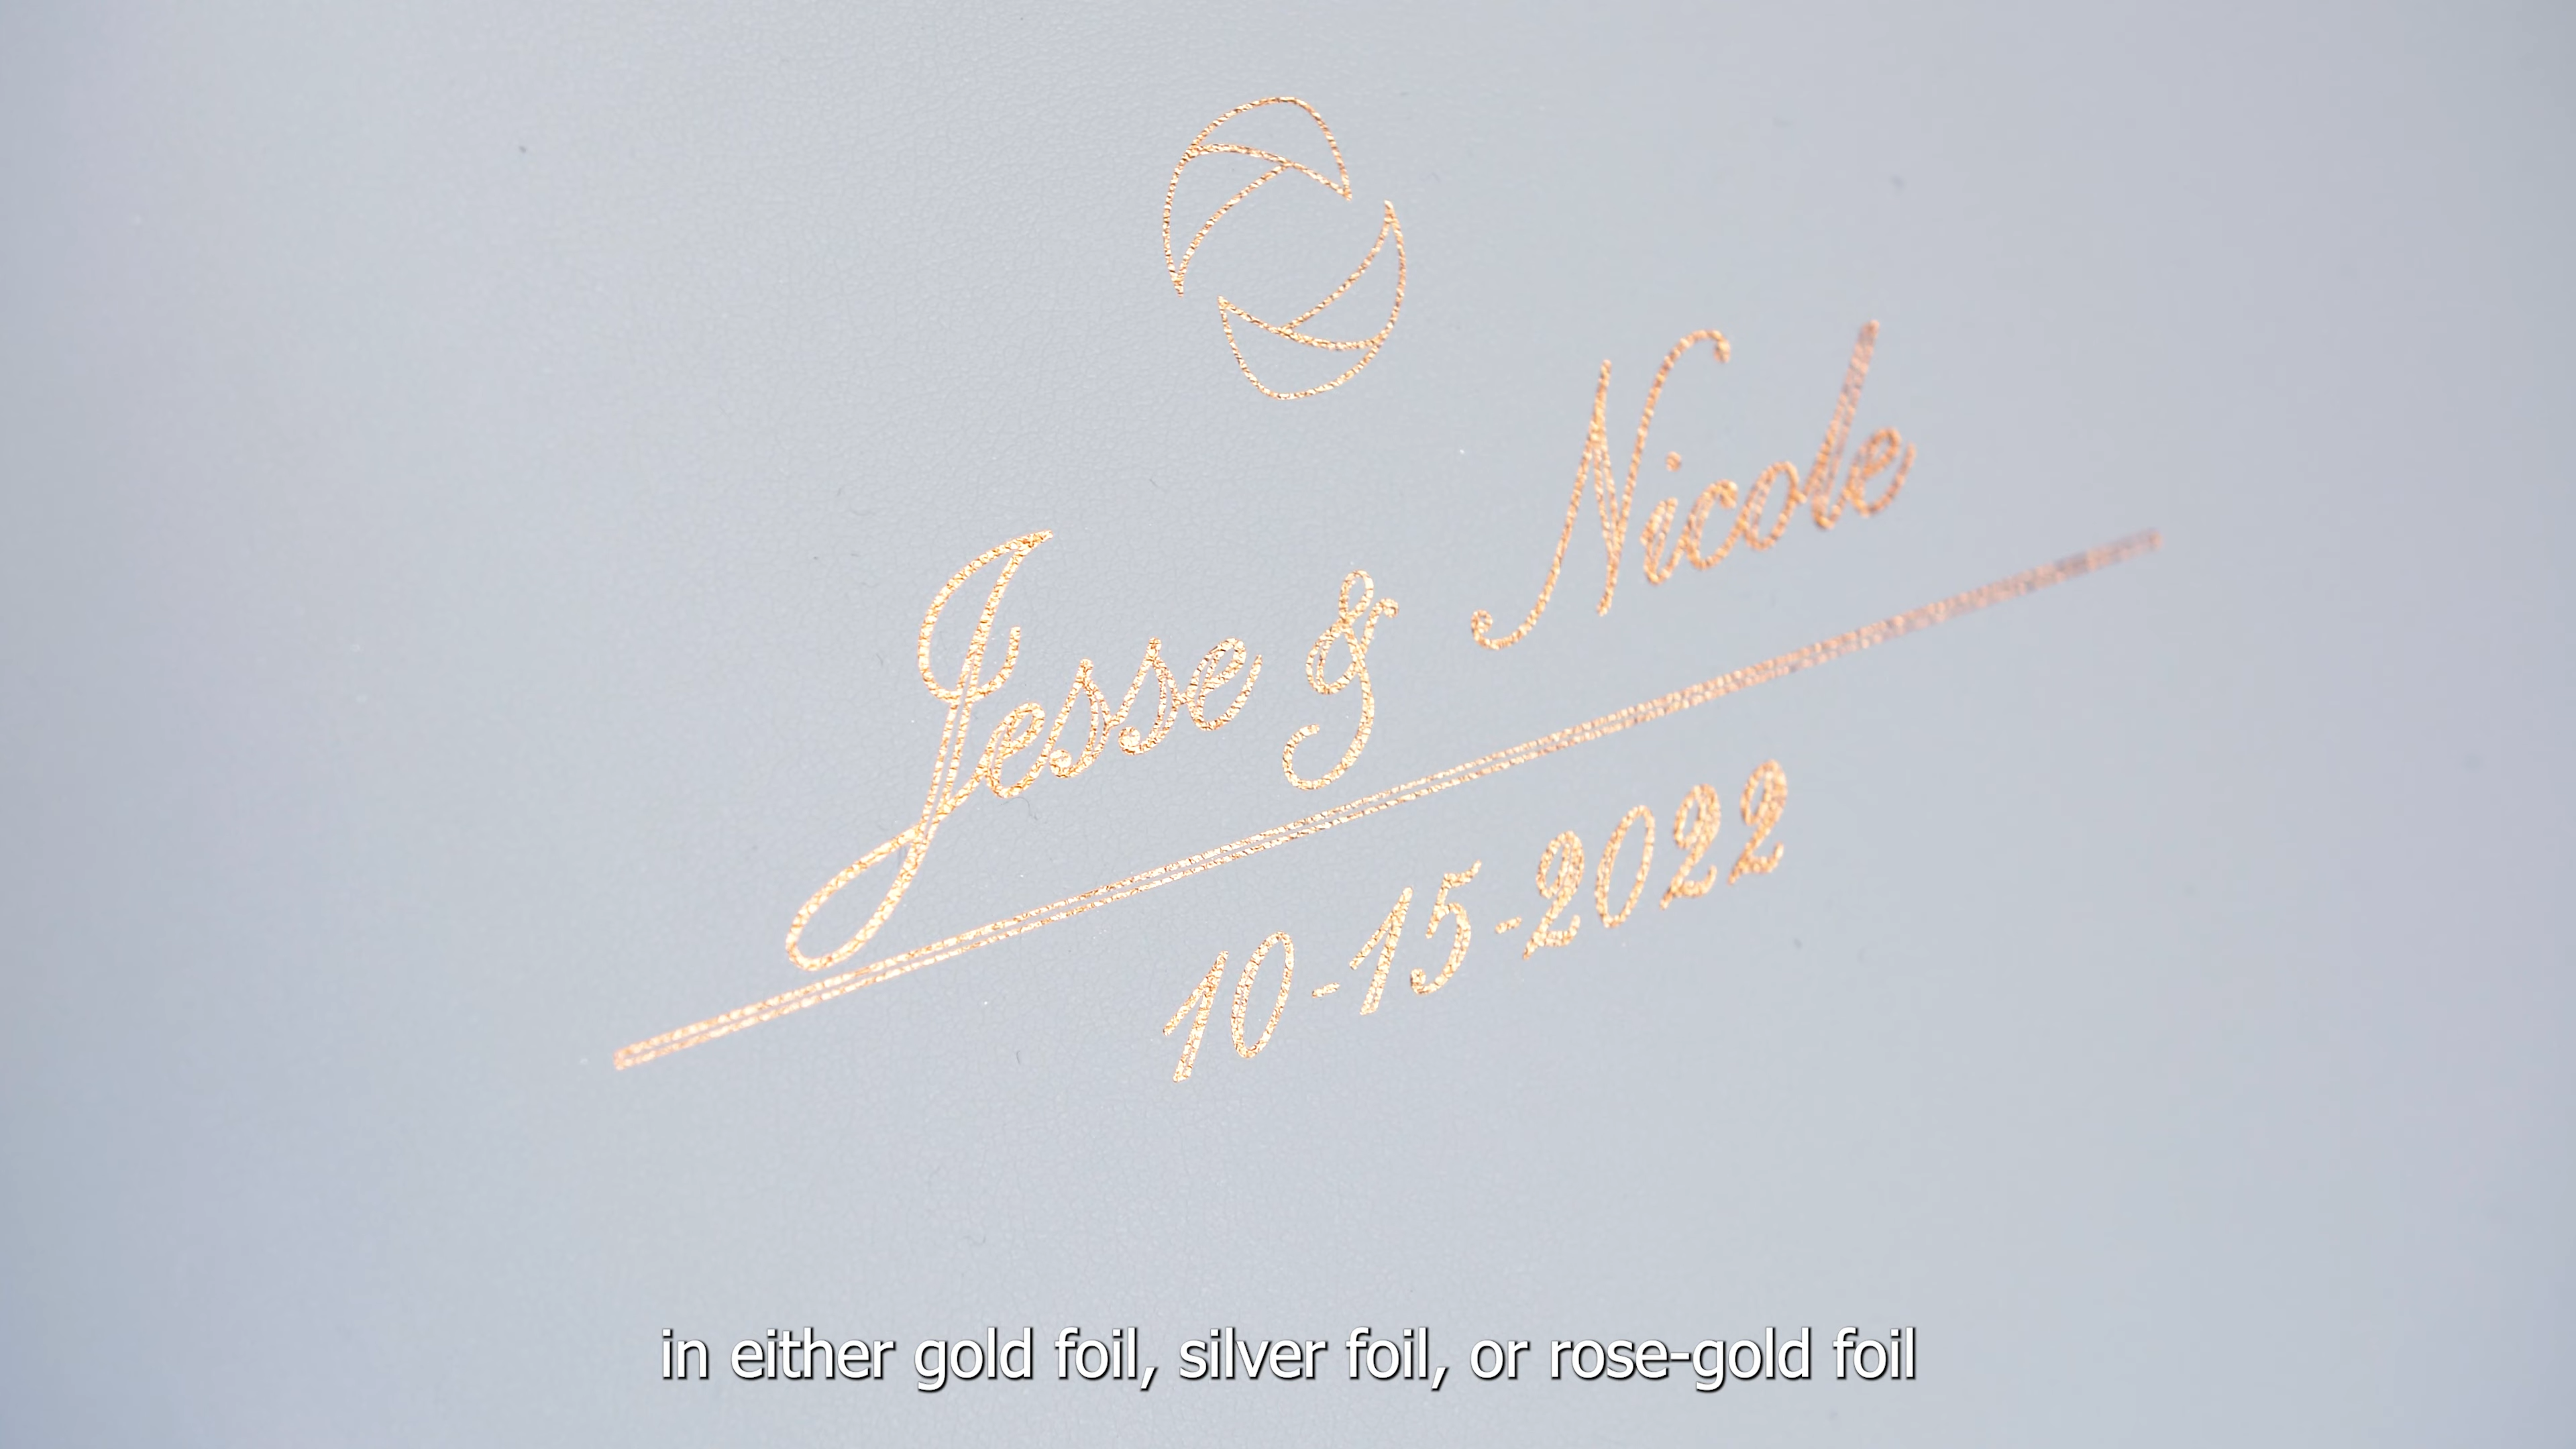 Jesse & Nicole
10-15-2022
in either gold foil, silver foil, or rose-gold foil